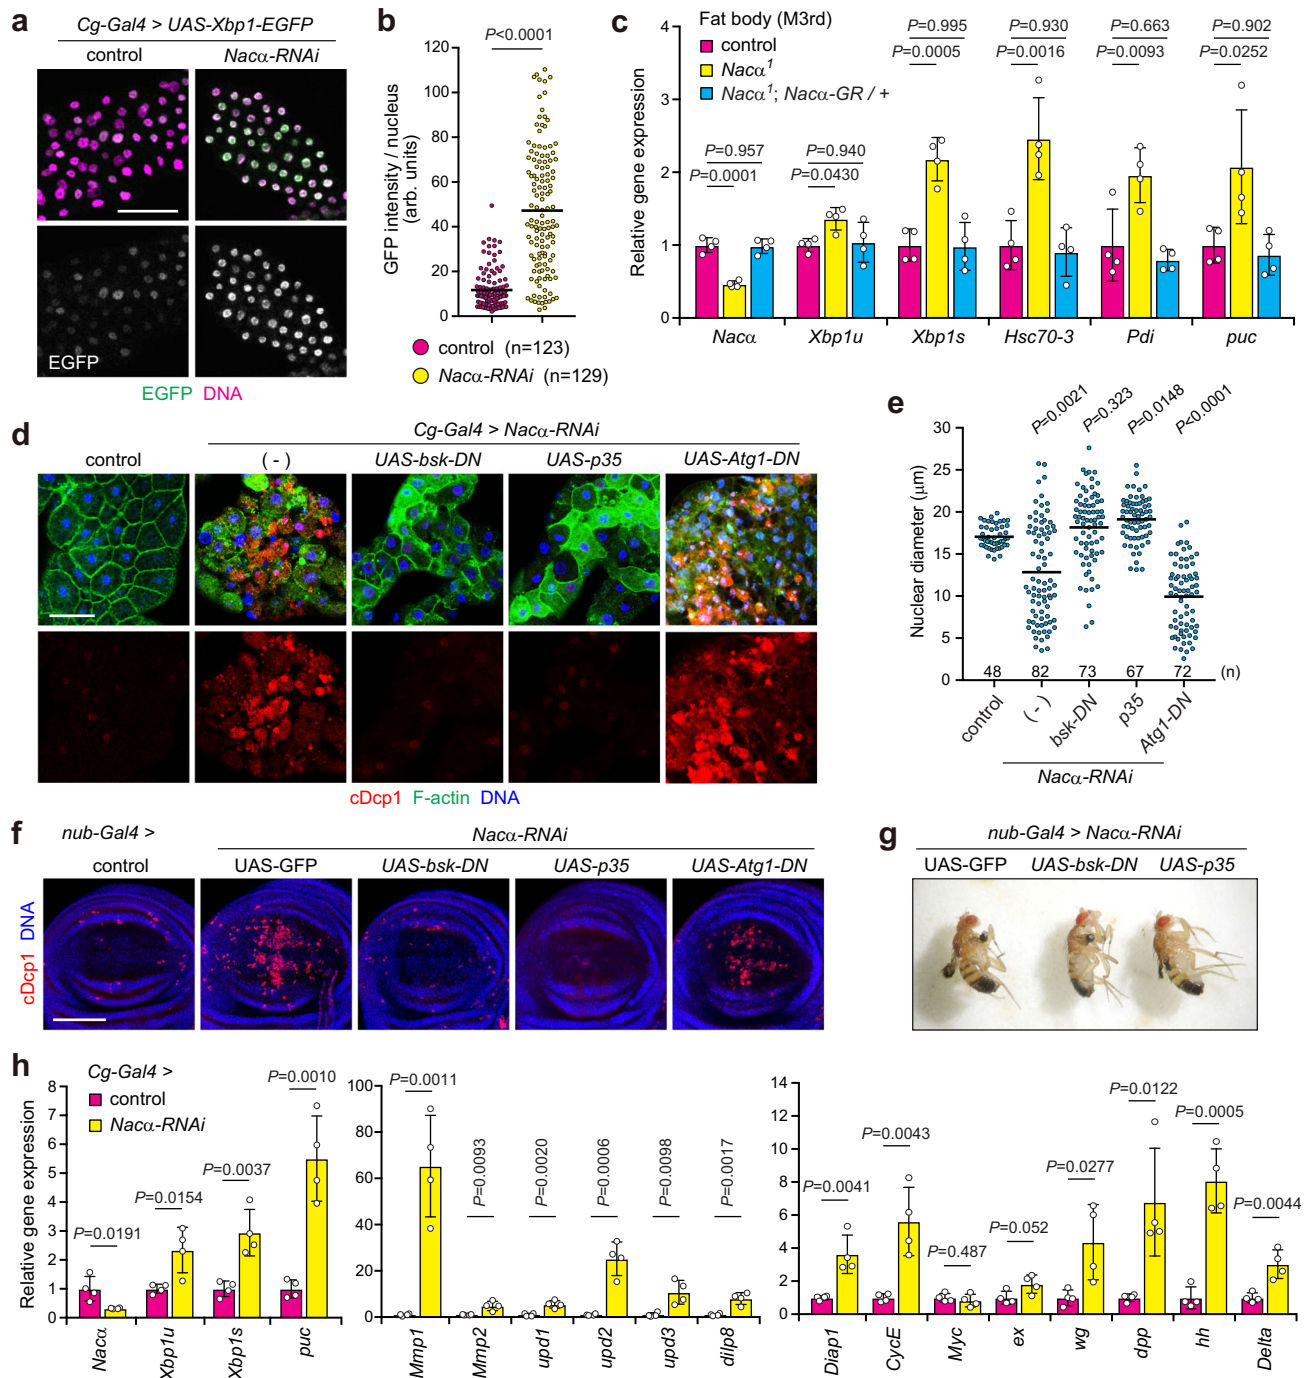 a
Cg-Gal4 > UAS-Xbp1-EGFP
control Nacα-RNAi
EGFP
EGFP DNA
b
P<0.0001
GFP intensity / nucleus
(arb. units)
120
100
80
60
40
20
0
control (n=123)
Nacα-RNAi (n=129)
c
Fat body (M3rd)
control
Nacα¹
Nacα¹; Nacα-GR / +
Relative gene expression
4
3
2
1
0
P=0.957
P=0.0001
P=0.940
P=0.0430
P=0.995
P=0.0005
P=0.930
P=0.0016
P=0.663
P=0.0093
P=0.902
P=0.0252
Nacα Xbp1u Xbp1s Hsc70-3 Pdi puc
d
Cg-Gal4 > Nacα-RNAi
control (-) UAS-bsk-DN UAS-p35 UAS-Atg1-DN
cDcp1 F-actin DNA
e
P=0.0021 P=0.323 P=0.0148 P<0.0001
Nuclear diameter (μm)
30
25
20
15
10
5
0
48 82 73 67 72 (n)
control (-) bsk-DN p35 Atg1-DN
Nacα-RNAi
f
nub-Gal4 > Nacα-RNAi
control UAS-GFP UAS-bsk-DN UAS-p35 UAS-Atg1-DN
cDcp1 DNA
g
nub-Gal4 > Nacα-RNAi
UAS-GFP UAS-bsk-DN UAS-p35
h
Cg-Gal4 >
control
Nacα-RNAi
Relative gene expression
8
7
6
5
4
3
2
1
0
P=0.0191
P=0.0154
P=0.0037
P=0.0010
Nacα Xbp1u Xbp1s puc
100
80
60
40
20
0
P=0.0011
P=0.0093
P=0.0020
P=0.0006
P=0.0098
P=0.0017
Mmp1 Mmp2 upd1 upd2 upd3 dilp8
14
12
10
8
6
4
2
0
P=0.0041
P=0.0043
P=0.487
P=0.052
P=0.0277
P=0.0122
P=0.0005
P=0.0044
Diap1 CycE Myc ex wg dpp hh Delta